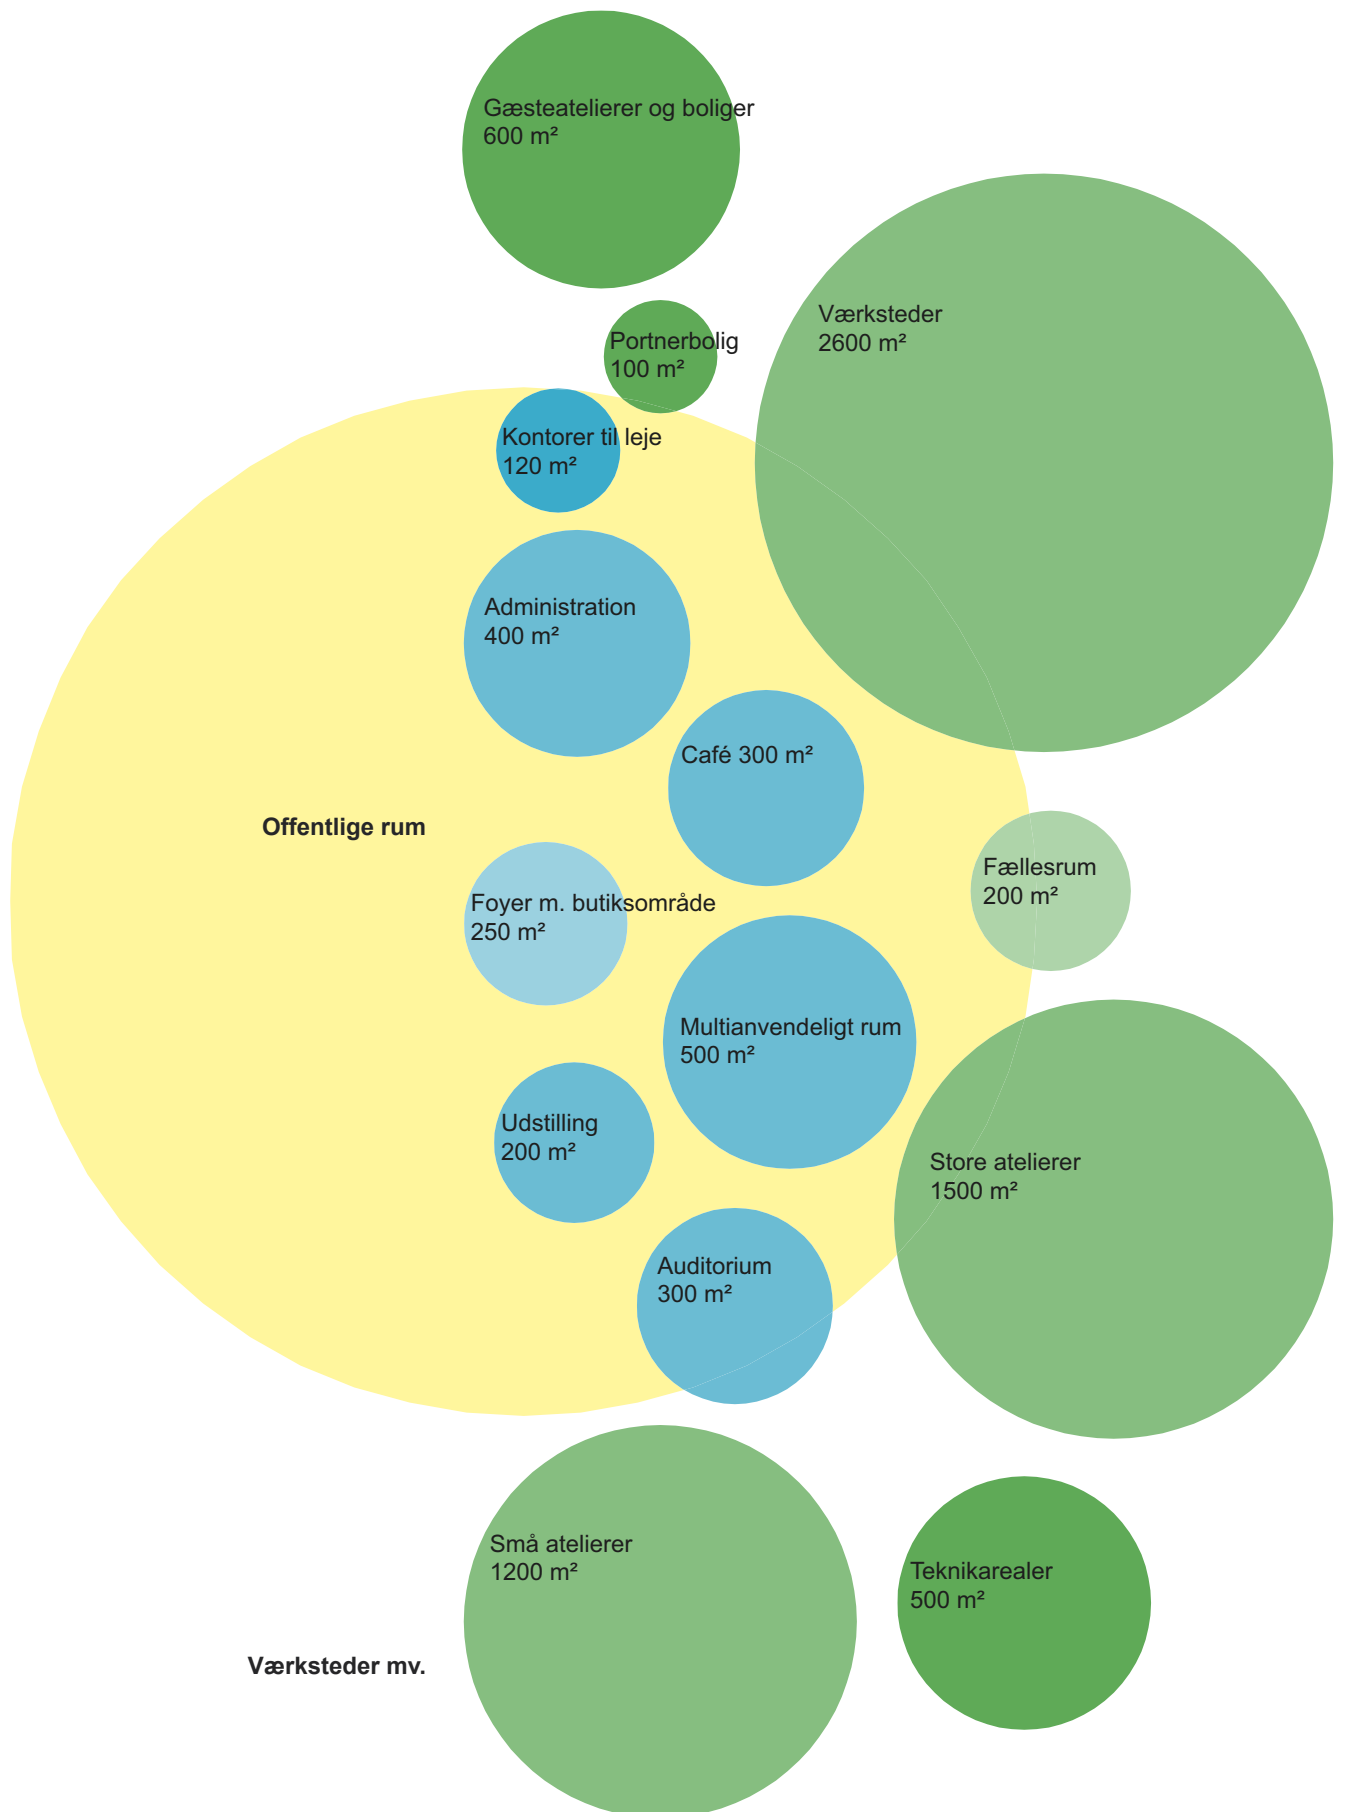 Gæsteatelierer og boliger
600 m²
Værksteder
2600 m²
Portnerbolig
100 m²
Kontorer til leje
120 m²
Administration
400 m²
Café 300 m²
Offentlige rum
Fællesrum
200 m²
Foyer m. butiksområde
250 m²
Multianvendeligt rum
500 m²
Udstilling
200 m²
Store atelierer
1500 m²
Auditorium
300 m²
Små atelierer
1200 m²
Teknikarealer
500 m²
Værksteder mv.